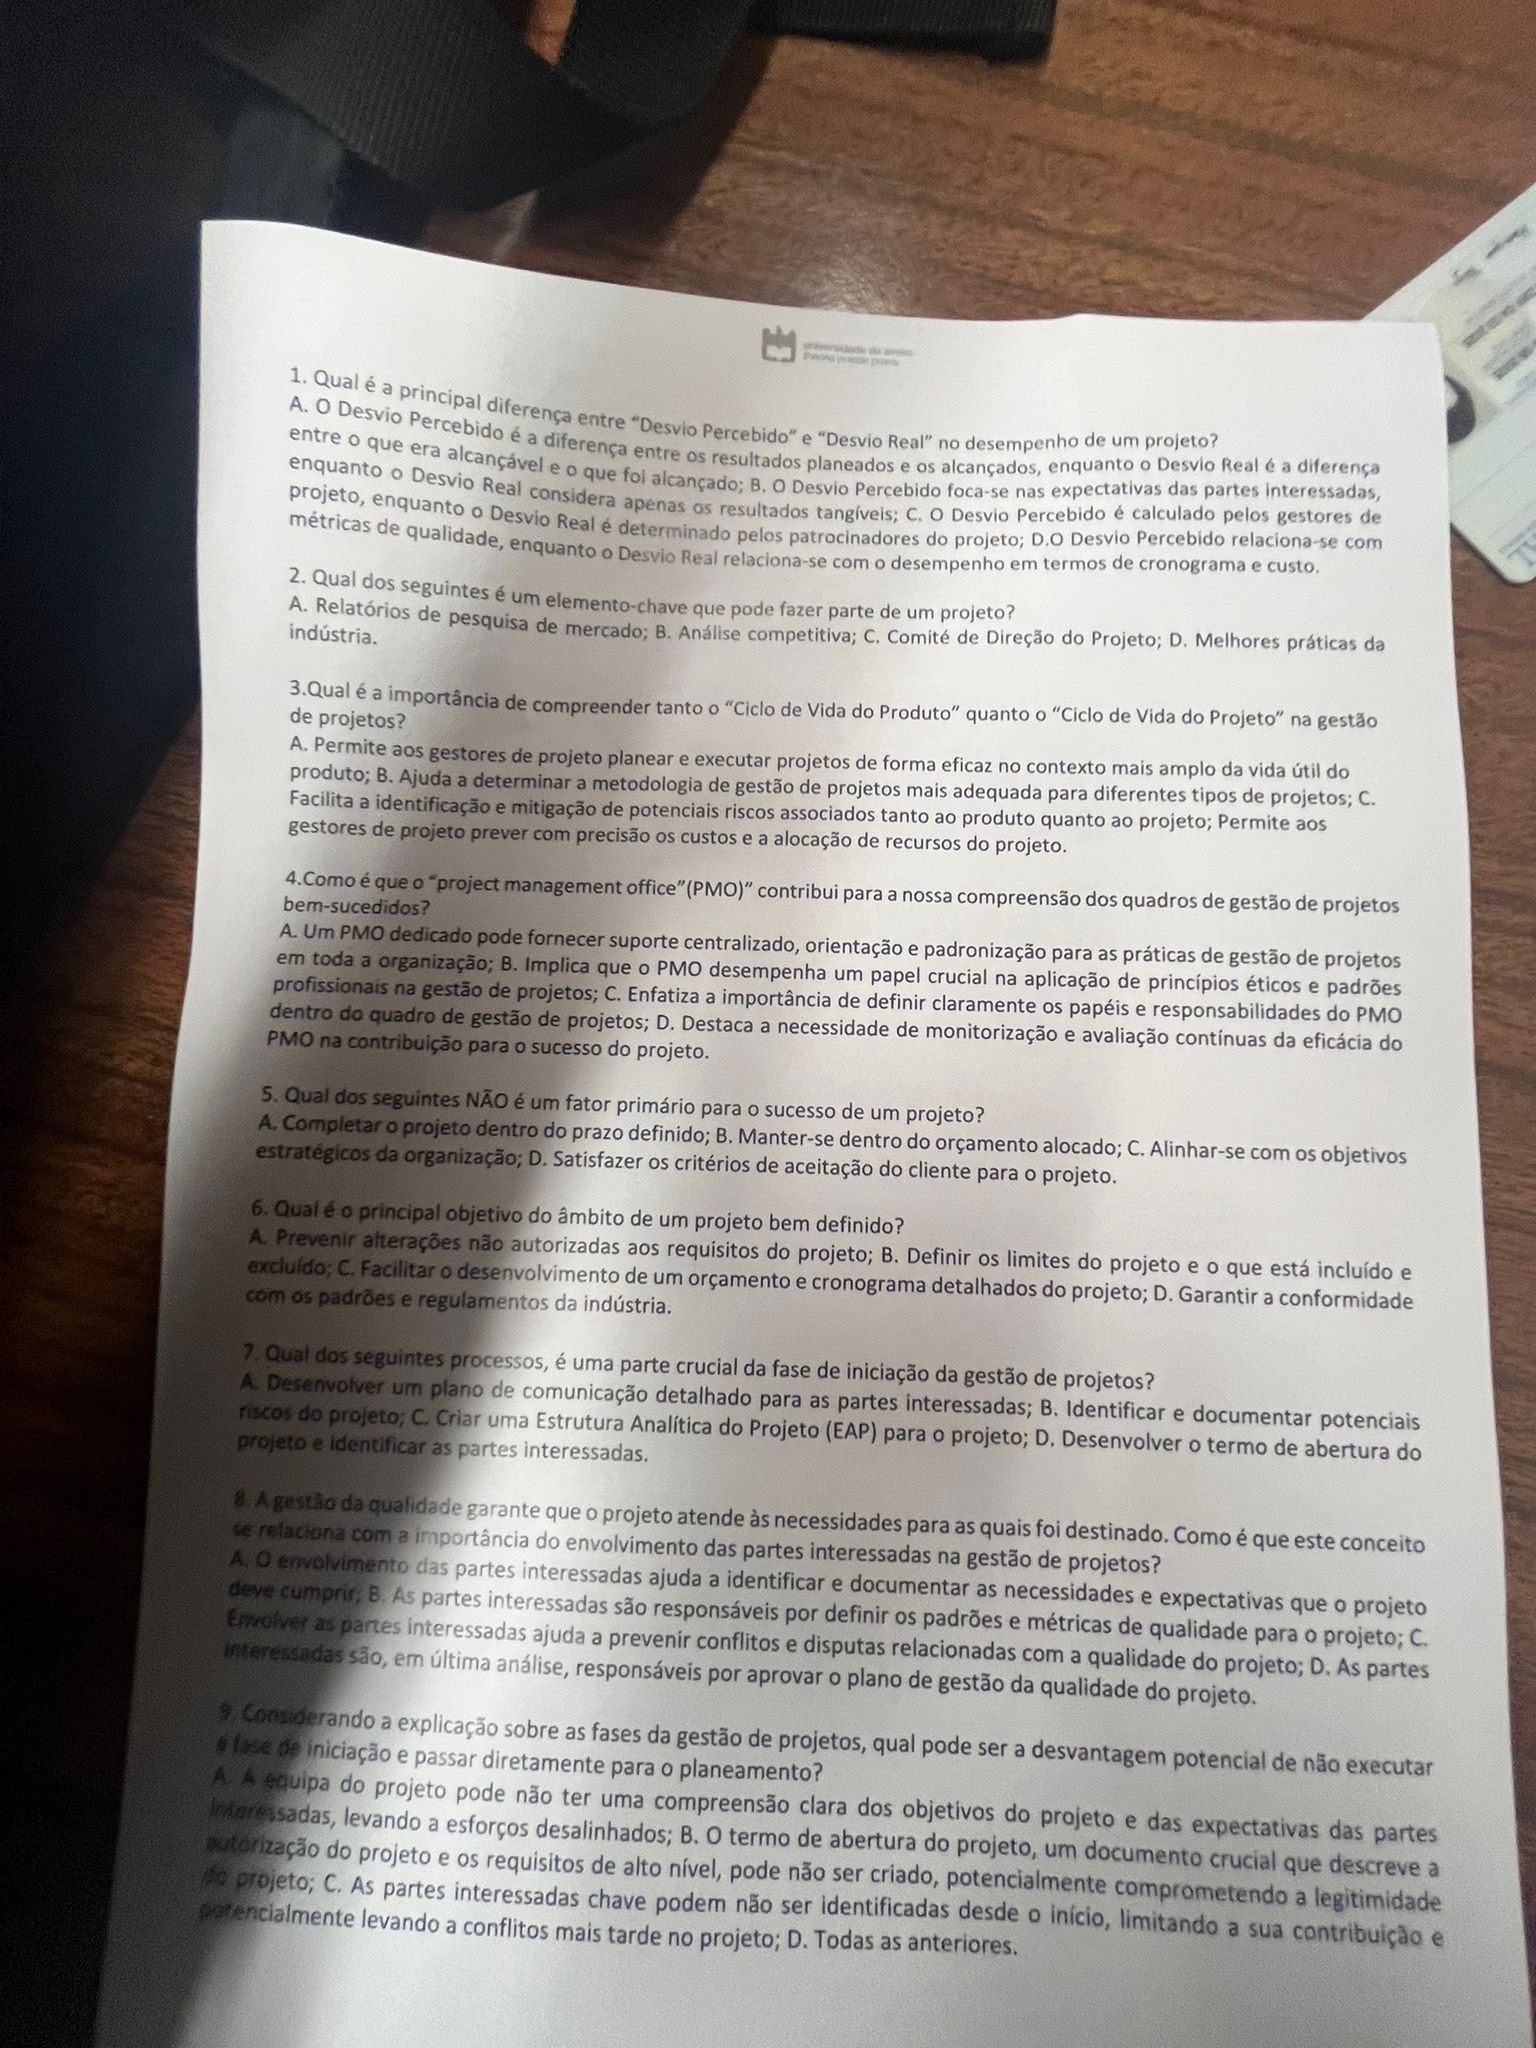 universidade de aveiro
theoria poiesis praxis
1. Qual é a principal diferença entre “Desvio Percebido” e “Desvio Real” no desempenho de um projeto?
A. O Desvio Percebido é a diferença entre os resultados planeados e os alcançados, enquanto o Desvio Real é a diferença
entre o que era alcançável e o que foi alcançado; B. O Desvio Percebido foca-se nas expectativas das partes interessadas,
enquanto o Desvio Real considera apenas os resultados tangíveis; C. O Desvio Percebido é calculado pelos gestores de
projeto, enquanto o Desvio Real é determinado pelos patrocinadores do projeto; D.O Desvio Percebido relaciona-se com
métricas de qualidade, enquanto o Desvio Real relaciona-se com o desempenho em termos de cronograma e custo.
2. Qual dos seguintes é um elemento-chave que pode fazer parte de um projeto?
A. Relatórios de pesquisa de mercado; B. Análise competitiva; C. Comité de Direção do Projeto; D. Melhores práticas da
indústria.
3.Qual é a importância de compreender tanto o “Ciclo de Vida do Produto” quanto o “Ciclo de Vida do Projeto” na gestão
de projetos?
A. Permite aos gestores de projeto planear e executar projetos de forma eficaz no contexto mais amplo da vida útil do
produto; B. Ajuda a determinar a metodologia de gestão de projetos mais adequada para diferentes tipos de projetos; C.
Facilita a identificação e mitigação de potenciais riscos associados tanto ao produto quanto ao projeto; Permite aos
gestores de projeto prever com precisão os custos e a alocação de recursos do projeto.
4.Como é que o “project management office”(PMO)” contribui para a nossa compreensão dos quadros de gestão de projetos
bem-sucedidos?
A. Um PMO dedicado pode fornecer suporte centralizado, orientação e padronização para as práticas de gestão de projetos
em toda a organização; B. Implica que o PMO desempenha um papel crucial na aplicação de princípios éticos e padrões
profissionais na gestão de projetos; C. Enfatiza a importância de definir claramente os papéis e responsabilidades do PMO
dentro do quadro de gestão de projetos; D. Destaca a necessidade de monitorização e avaliação contínuas da eficácia do
PMO na contribuição para o sucesso do projeto.
5. Qual dos seguintes NÃO é um fator primário para o sucesso de um projeto?
A. Completar o projeto dentro do prazo definido; B. Manter-se dentro do orçamento alocado; C. Alinhar-se com os objetivos
estratégicos da organização; D. Satisfazer os critérios de aceitação do cliente para o projeto.
6. Qual é o principal objetivo do âmbito de um projeto bem definido?
A. Prevenir alterações não autorizadas aos requisitos do projeto; B. Definir os limites do projeto e o que está incluído e
excluído; C. Facilitar o desenvolvimento de um orçamento e cronograma detalhados do projeto; D. Garantir a conformidade
com os padrões e regulamentos da indústria.
7. Qual dos seguintes processos, é uma parte crucial da fase de iniciação da gestão de projetos?
A. Desenvolver um plano de comunicação detalhado para as partes interessadas; B. Identificar e documentar potenciais
riscos do projeto; C. Criar uma Estrutura Analítica do Projeto (EAP) para o projeto; D. Desenvolver o termo de abertura do
projeto e identificar as partes interessadas.
8. A gestão da qualidade garante que o projeto atende às necessidades para as quais foi destinado. Como é que este conceito
se relaciona com a importância do envolvimento das partes interessadas na gestão de projetos?
A. O envolvimento das partes interessadas ajuda a identificar e documentar as necessidades e expectativas que o projeto
deve cumprir; B. As partes interessadas são responsáveis por definir os padrões e métricas de qualidade para o projeto; C.
Envolver as partes interessadas ajuda a prevenir conflitos e disputas relacionadas com a qualidade do projeto; D. As partes
interessadas são, em última análise, responsáveis por aprovar o plano de gestão da qualidade do projeto.
9. Considerando a explicação sobre as fases da gestão de projetos, qual pode ser a desvantagem potencial de não executar
a fase de iniciação e passar diretamente para o planeamento?
A. A equipa do projeto pode não ter uma compreensão clara dos objetivos do projeto e das expectativas das partes
interessadas, levando a esforços desalinhados; B. O termo de abertura do projeto, um documento crucial que descreve a
autorização do projeto e os requisitos de alto nível, pode não ser criado, potencialmente comprometendo a legitimidade
do projeto; C. As partes interessadas chave podem não ser identificadas desde o início, limitando a sua contribuição e
potencialmente levando a conflitos mais tarde no projeto; D. Todas as anteriores.